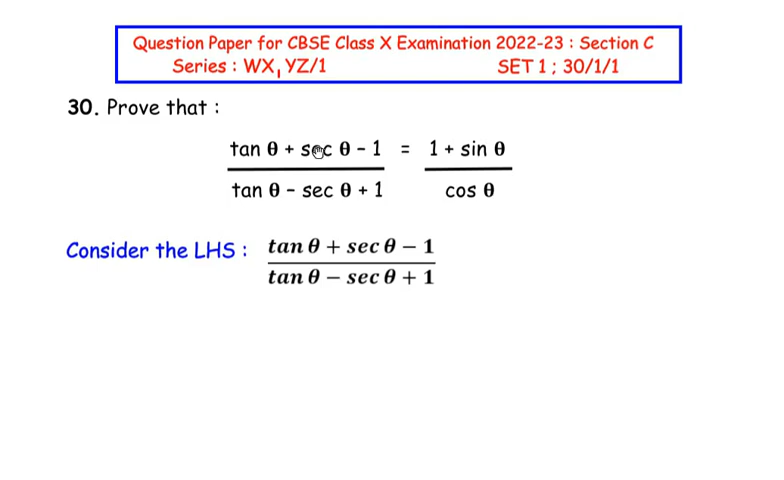 Question Paper for CBSE Class X Examination 2022-23 : Section C
Series : WX, YZ/1 SET 1 ; 30/1/1
30. Prove that :
tan θ + sec θ - 1 = 1 + sin θ
tan θ - sec θ + 1 cos θ
Consider the LHS : tan θ + sec θ − 1
tan θ − sec θ + 1